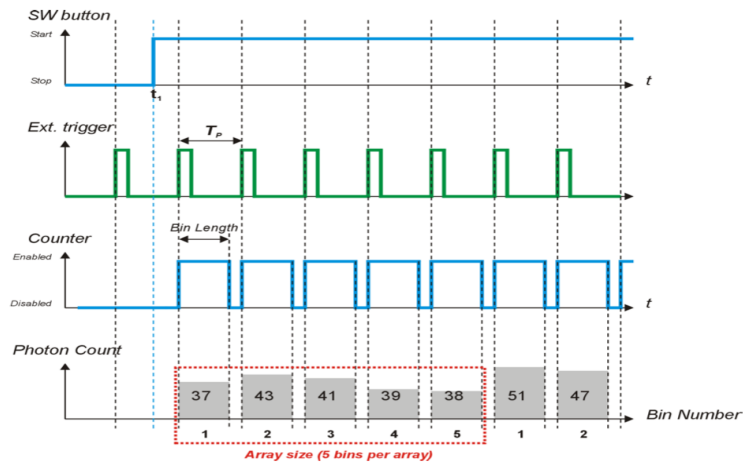 SW button
Start
Stop
t
t1
Ext. trigger
TP
Bin Length
Counter
Enabled
Disabled
t
Photon Count
37 43 41 39 38 51 47
Bin Number
1 2 3 4 5 1 2
Array size (5 bins per array)